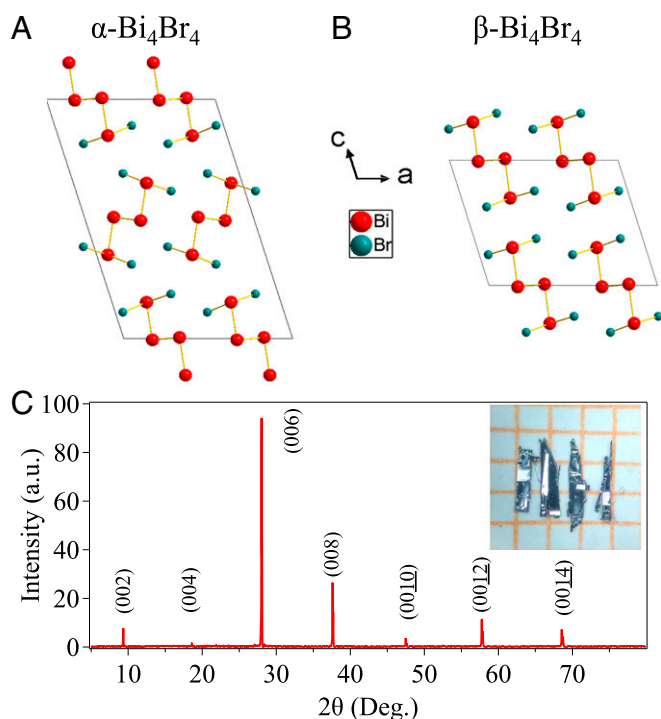 A α-Bi₄Br₄
B β-Bi₄Br₄
c
a
Bi
Br
C
Intensity (a.u.)
100
80
60
40
20
0
(002)
(004)
(006)
(008)
(0010)
(0012)
(0014)
10 20 30 40 50 60 70
2θ (Deg.)